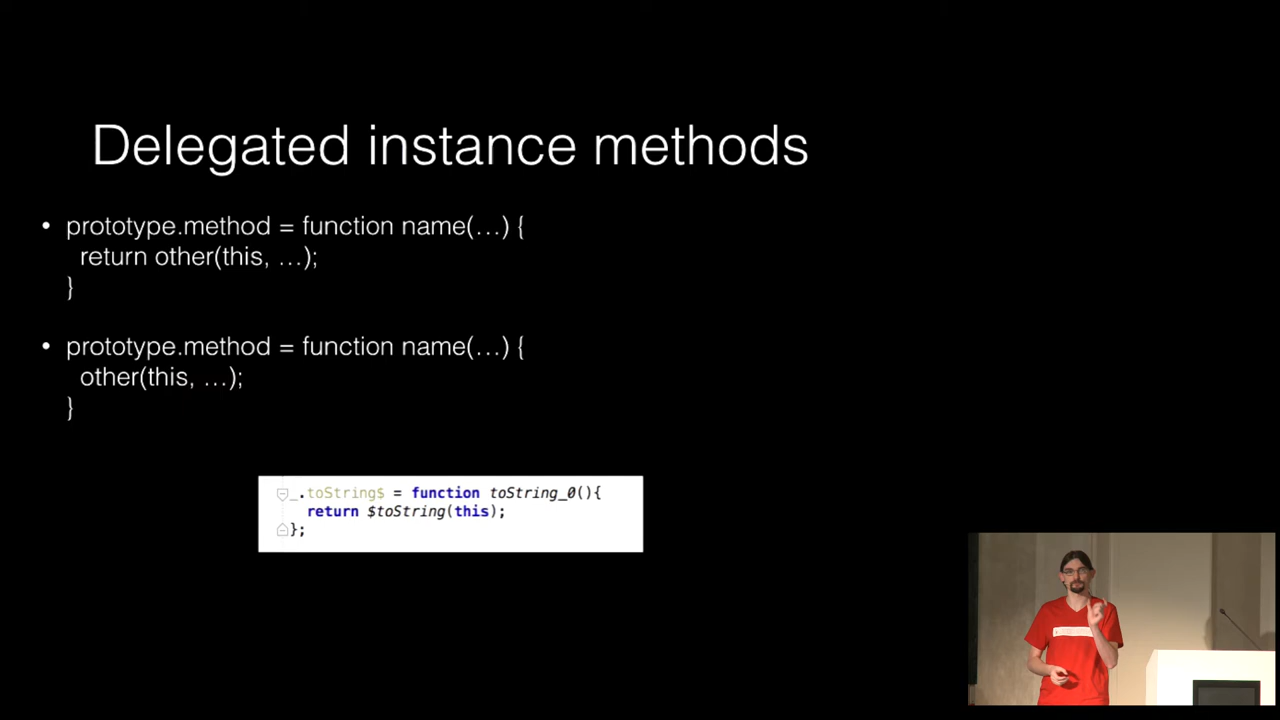 Delegated instance methods
• prototype.method = function name(…) {
return other(this, …);
}
• prototype.method = function name(…) {
other(this, …);
}
_.toString$ = function toString_0(){
return $toString(this);
};